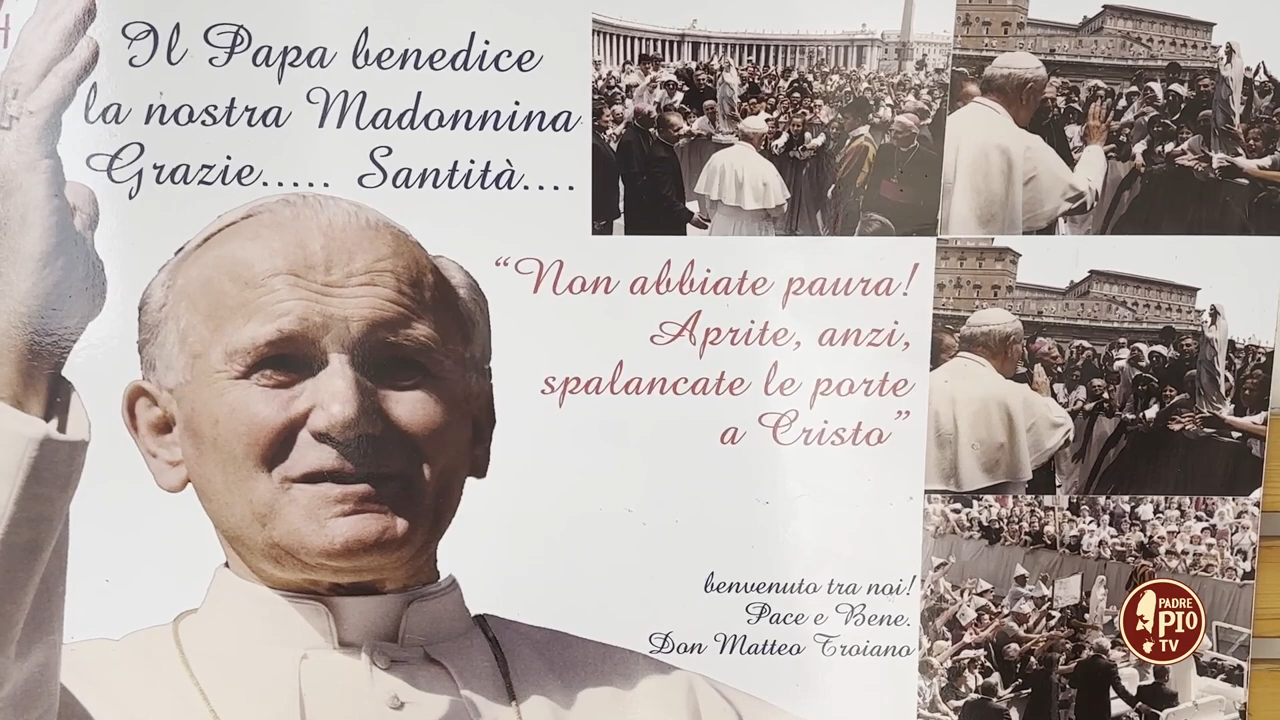 Il Papa benedice
la nostra Madonnina
Grazie..... Santità....
“Non abbiate paura!
Aprite, anzi,
spalancate le porte
a Cristo”
benvenuto tra noi!
Pace e Bene.
Don Matteo Troiano
PADRE
PIO
TV